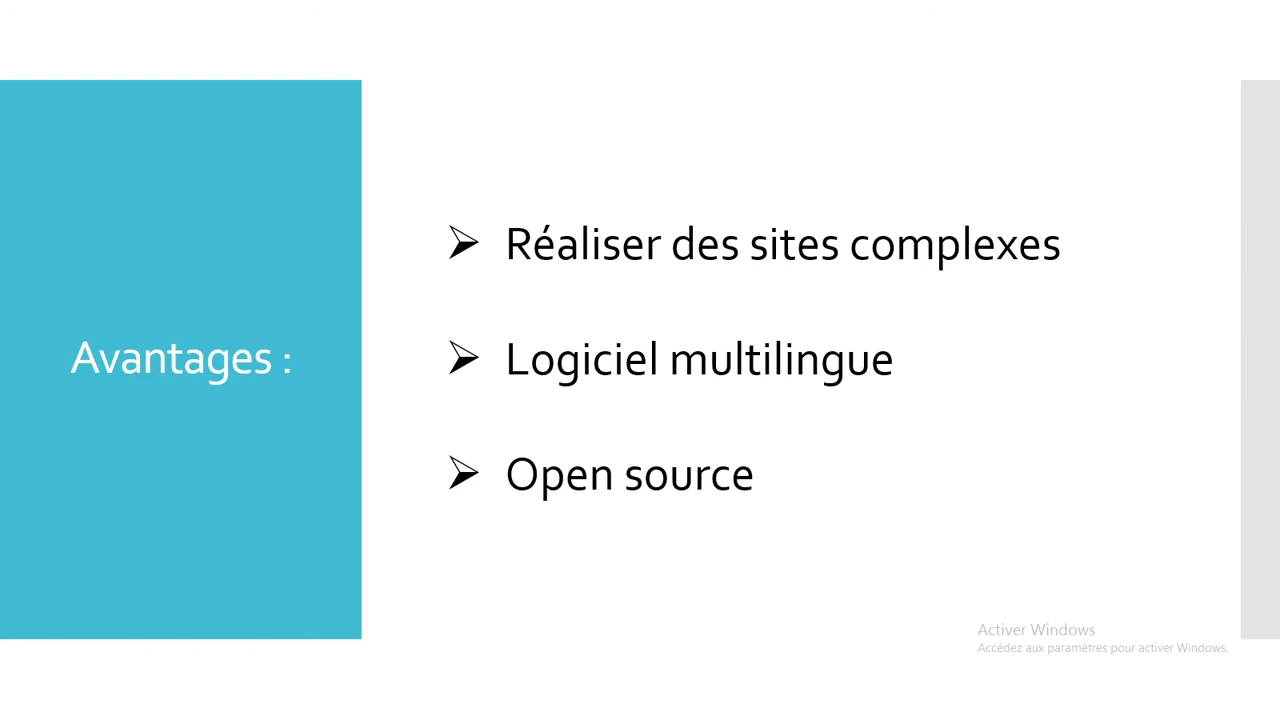 Avantages :
Réaliser des sites complexes
Logiciel multilingue
Open source
Activer Windows
Accédez aux paramètres pour activer Windows.